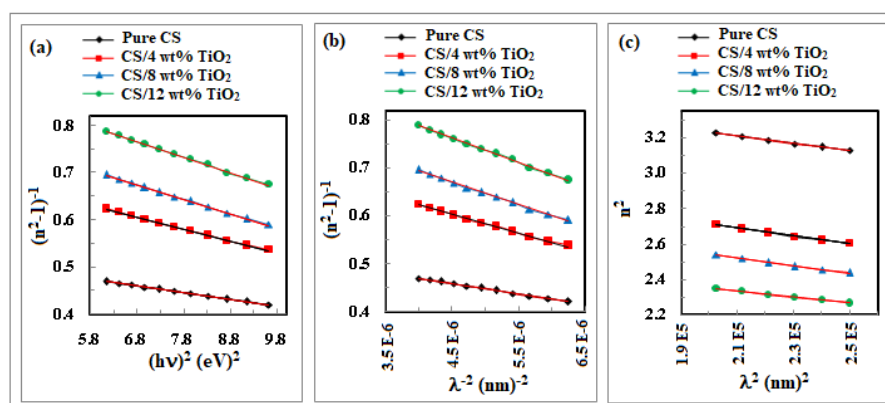 (a)
Pure CS
CS/4 wt% TiO₂
CS/8 wt% TiO₂
CS/12 wt% TiO₂
0.8
0.7
0.6
0.5
0.4
(n²-1)⁻¹
5.8 6.8 7.8 8.8 9.8
(hν)² (eV)²
(b)
Pure CS
CS/4 wt% TiO₂
CS/8 wt% TiO₂
CS/12 wt% TiO₂
0.8
0.7
0.6
0.5
0.4
(n²-1)⁻¹
3.5 E-6 4.5 E-6 5.5 E-6 6.5 E-6
λ⁻² (nm)⁻²
(c)
Pure CS
CS/4 wt% TiO₂
CS/8 wt% TiO₂
CS/12 wt% TiO₂
3.2
3.0
2.8
2.6
2.4
2.2
n²
1.9 E5 2.1 E5 2.3 E5 2.5 E5
λ² (nm)²